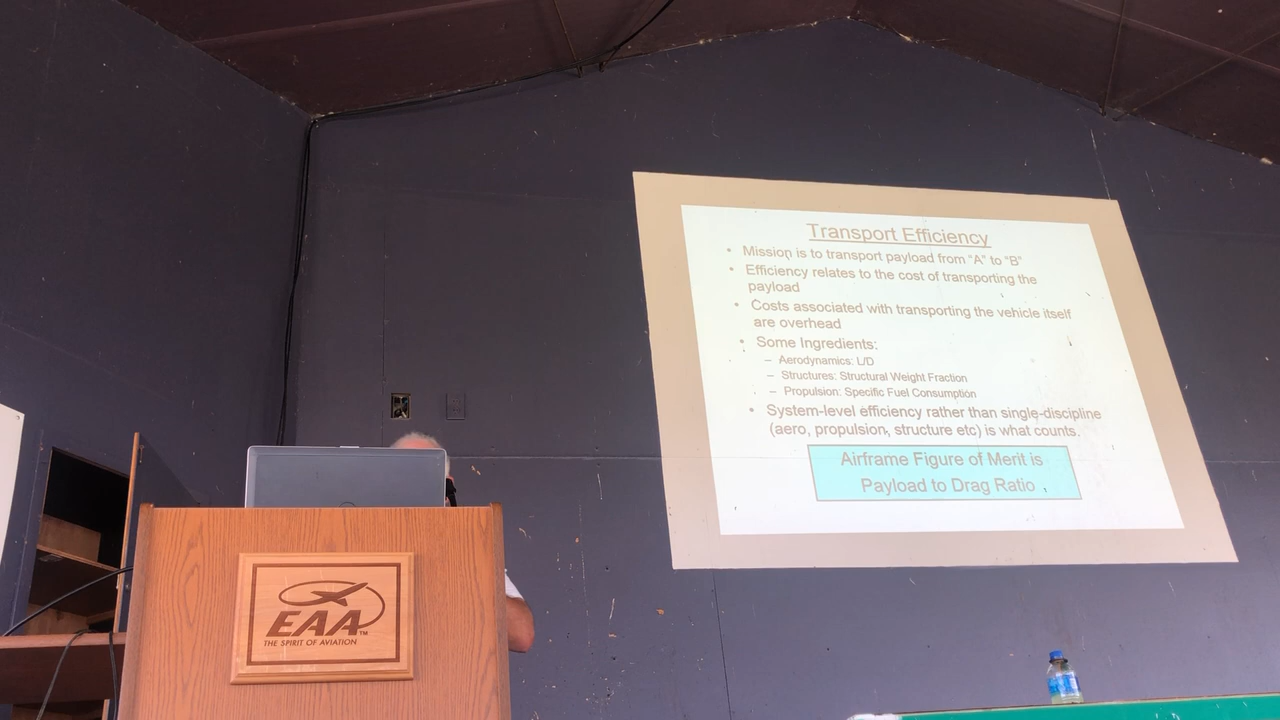 Transport Efficiency
• Mission is to transport payload from "A" to "B"
• Efficiency relates to the cost of transporting the
payload
• Costs associated with transporting the vehicle itself
are overhead
• Some Ingredients:
– Aerodynamics: L/D
– Structures: Structural Weight Fraction
– Propulsion: Specific Fuel Consumption
• System-level efficiency rather than single-discipline
(aero, propulsion, structure etc) is what counts.
Airframe Figure of Merit is
Payload to Drag Ratio
EAA™
THE SPIRIT OF AVIATION